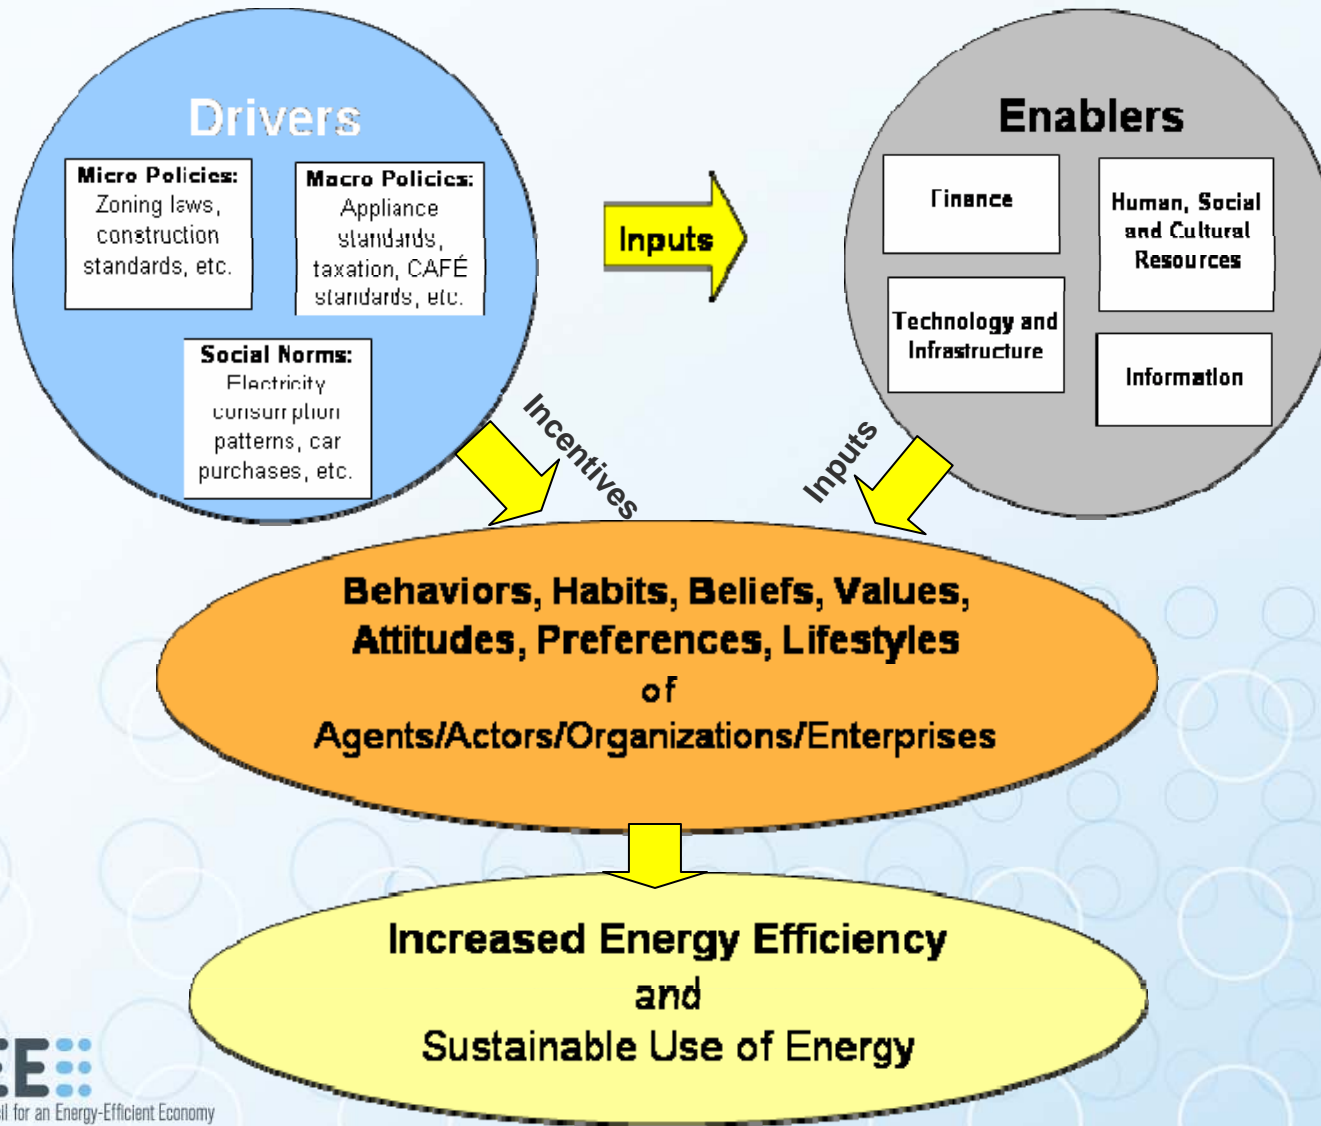 Drivers
Micro Policies:
Zoning laws,
construction
standards, etc.
Macro Policies:
Appliance
standards,
taxation, CAFÉ
standards, etc.
Social Norms:
Electricity
consumption
patterns, car
purchases, etc.
Inputs
Enablers
Finance
Human, Social
and Cultural
Resources
Technology and
Infrastructure
Information
Incentives
Inputs
Behaviors, Habits, Beliefs, Values,
Attitudes, Preferences, Lifestyles
of
Agents/Actors/Organizations/Enterprises
Increased Energy Efficiency
and
Sustainable Use of Energy
EE
for an Energy-Efficient Economy